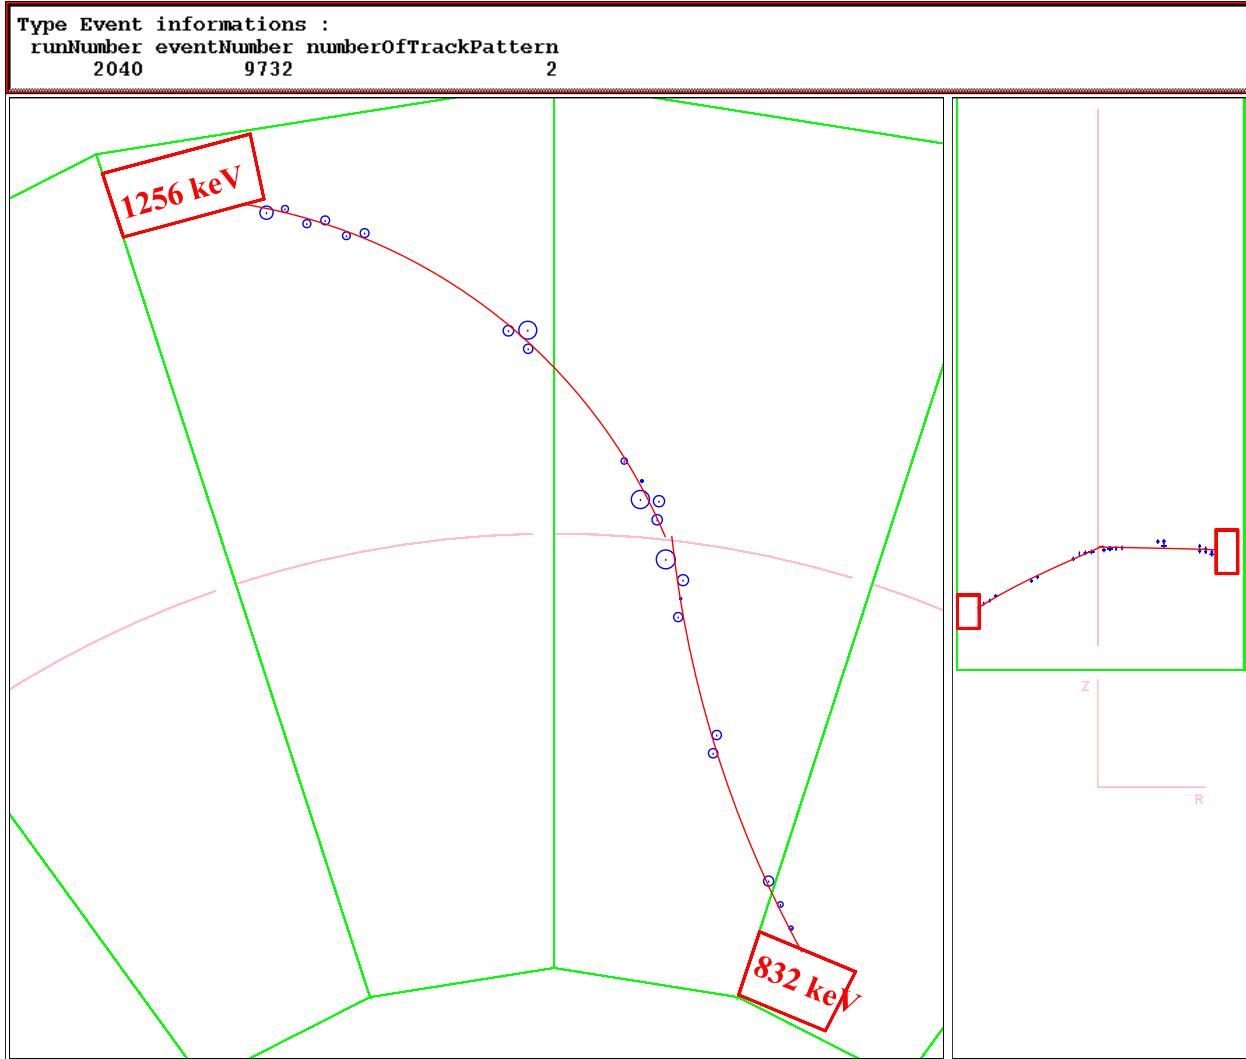 Type Event informations :
runNumber eventNumber numberOfTrackPattern
2040 9732 2
1256 keV
832 keV
Z
R